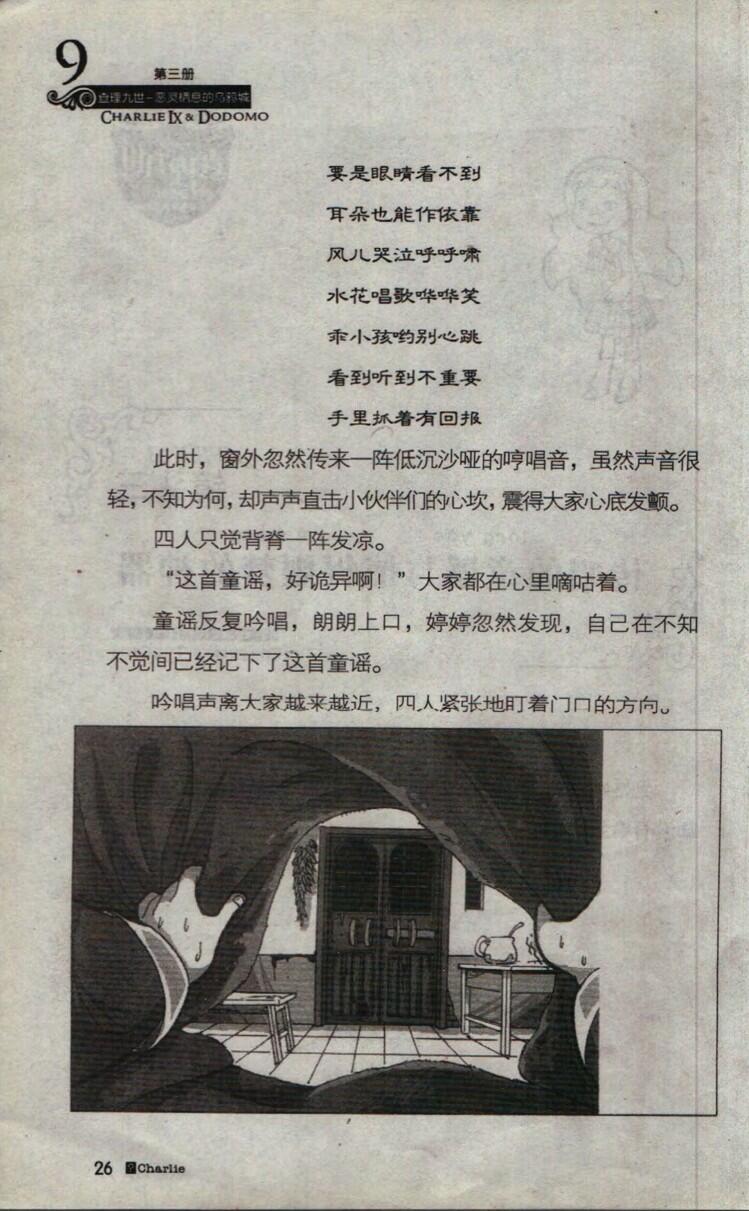 9
第三册
查理九世-恶灵栖息的乌鸦城
CHARLIE IX & DODOMO
要是眼睛看不到
耳朵也能作依靠
风儿哭泣呼呼啸
水花唱歌哗哗笑
乖小孩哟别心跳
看到听到不重要
手里抓着有回报
此时，窗外忽然传来一阵低沉沙哑的哼唱音，虽然声音很
轻，不知为何，却声声直击小伙伴们的心坎，震得大家心底发颤。
四人只觉背脊一阵发凉。
“这首童谣，好诡异啊！”大家都在心里嘀咕着。
童谣反复吟唱，朗朗上口，婷婷忽然发现，自己在不知
不觉间已经记下了这首童谣。
吟唱声离大家越来越近，四人紧张地盯着门口的方向。
26 Charlie